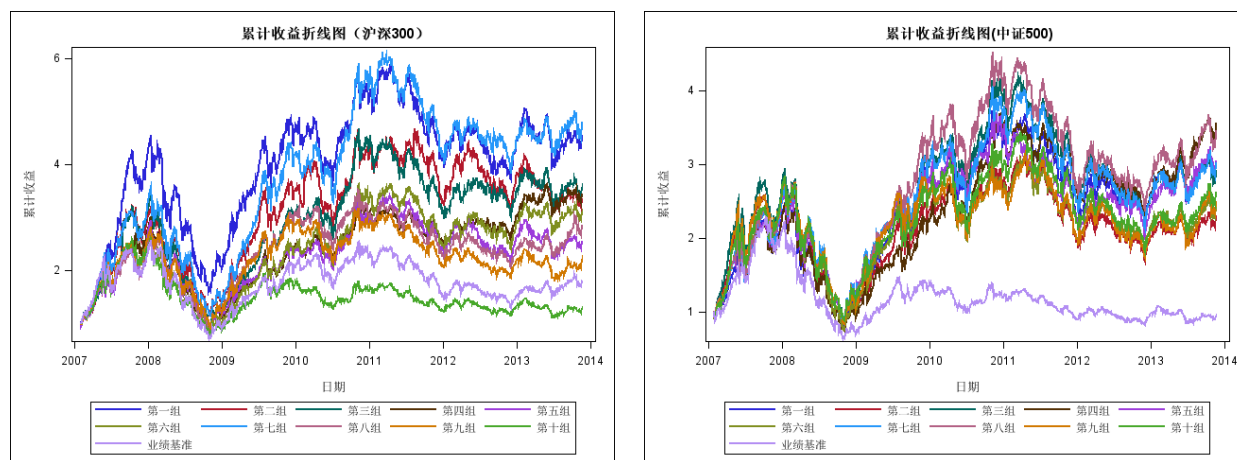 累计收益折线图（沪深300）
6
4
2
累计收益
2007 2008 2009 2010 2011 2012 2013 2014
日期
第一组 第二组 第三组 第四组 第五组
第六组 第七组 第八组 第九组 第十组
业绩基准
累计收益折线图(中证500)
4
3
2
1
累计收益
2007 2008 2009 2010 2011 2012 2013 2014
日期
第一组 第二组 第三组 第四组 第五组
第六组 第七组 第八组 第九组 第十组
业绩基准